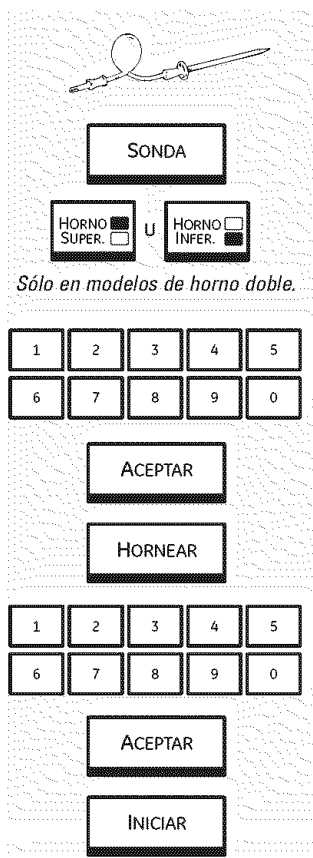 SONDA
HORNO SUPER. U HORNO INFER.
Sólo en modelos de horno doble.
1 2 3 4 5
6 7 8 9 0
ACEPTAR
HORNEAR
1 2 3 4 5
6 7 8 9 0
ACEPTAR
INICIAR